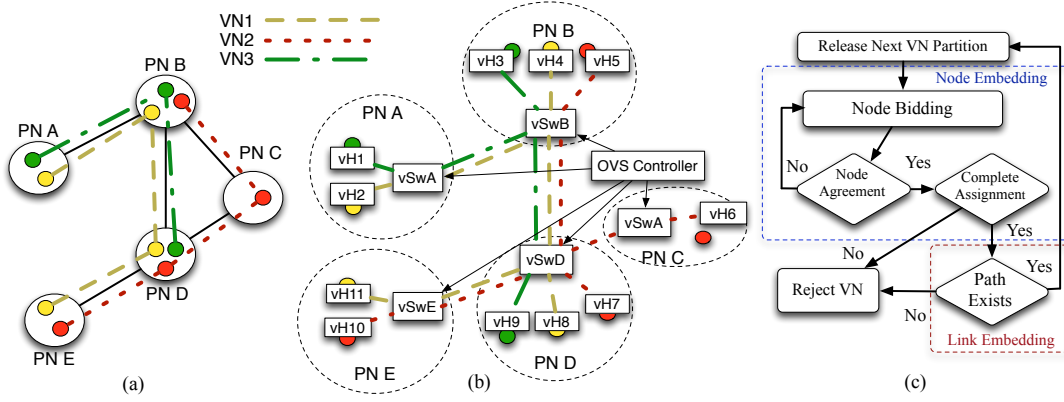 VN1
VN2
VN3
PN B
PN A
PN C
PN D
PN E
(a)
PN B
vH3
vH4
vH5
PN A
vSwB
vH1
vSwA
vH2
OVS Controller
vSwA
vH6
PN C
vSwD
vH11
vSwE
vH10
vH7
vH9
vH8
PN E
PN D
(b)
Release Next VN Partition
Node Embedding
Node Bidding
No
Yes
Node
Agreement
Complete
Assignment
No
Yes
Reject VN
Path
Exists
Yes
No
Link Embedding
(c)